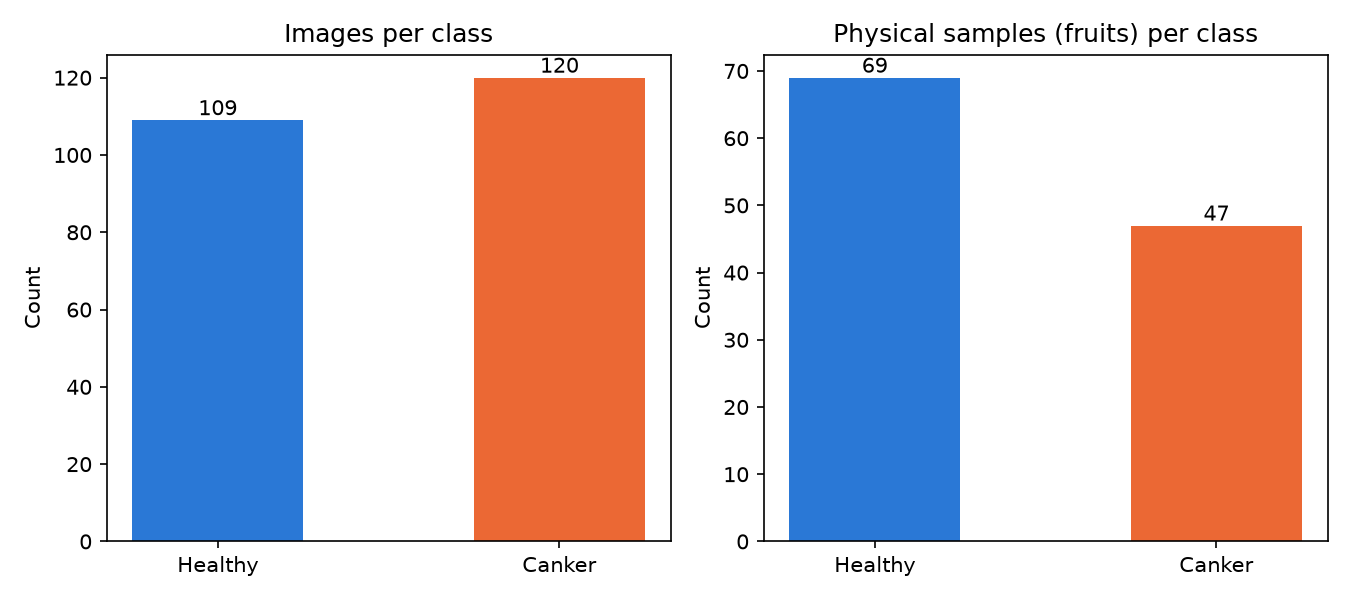 Images per class
Count
120
100
80
60
40
20
0
109
120
Healthy
Canker
Physical samples (fruits) per class
Count
70
60
50
40
30
20
10
0
69
47
Healthy
Canker